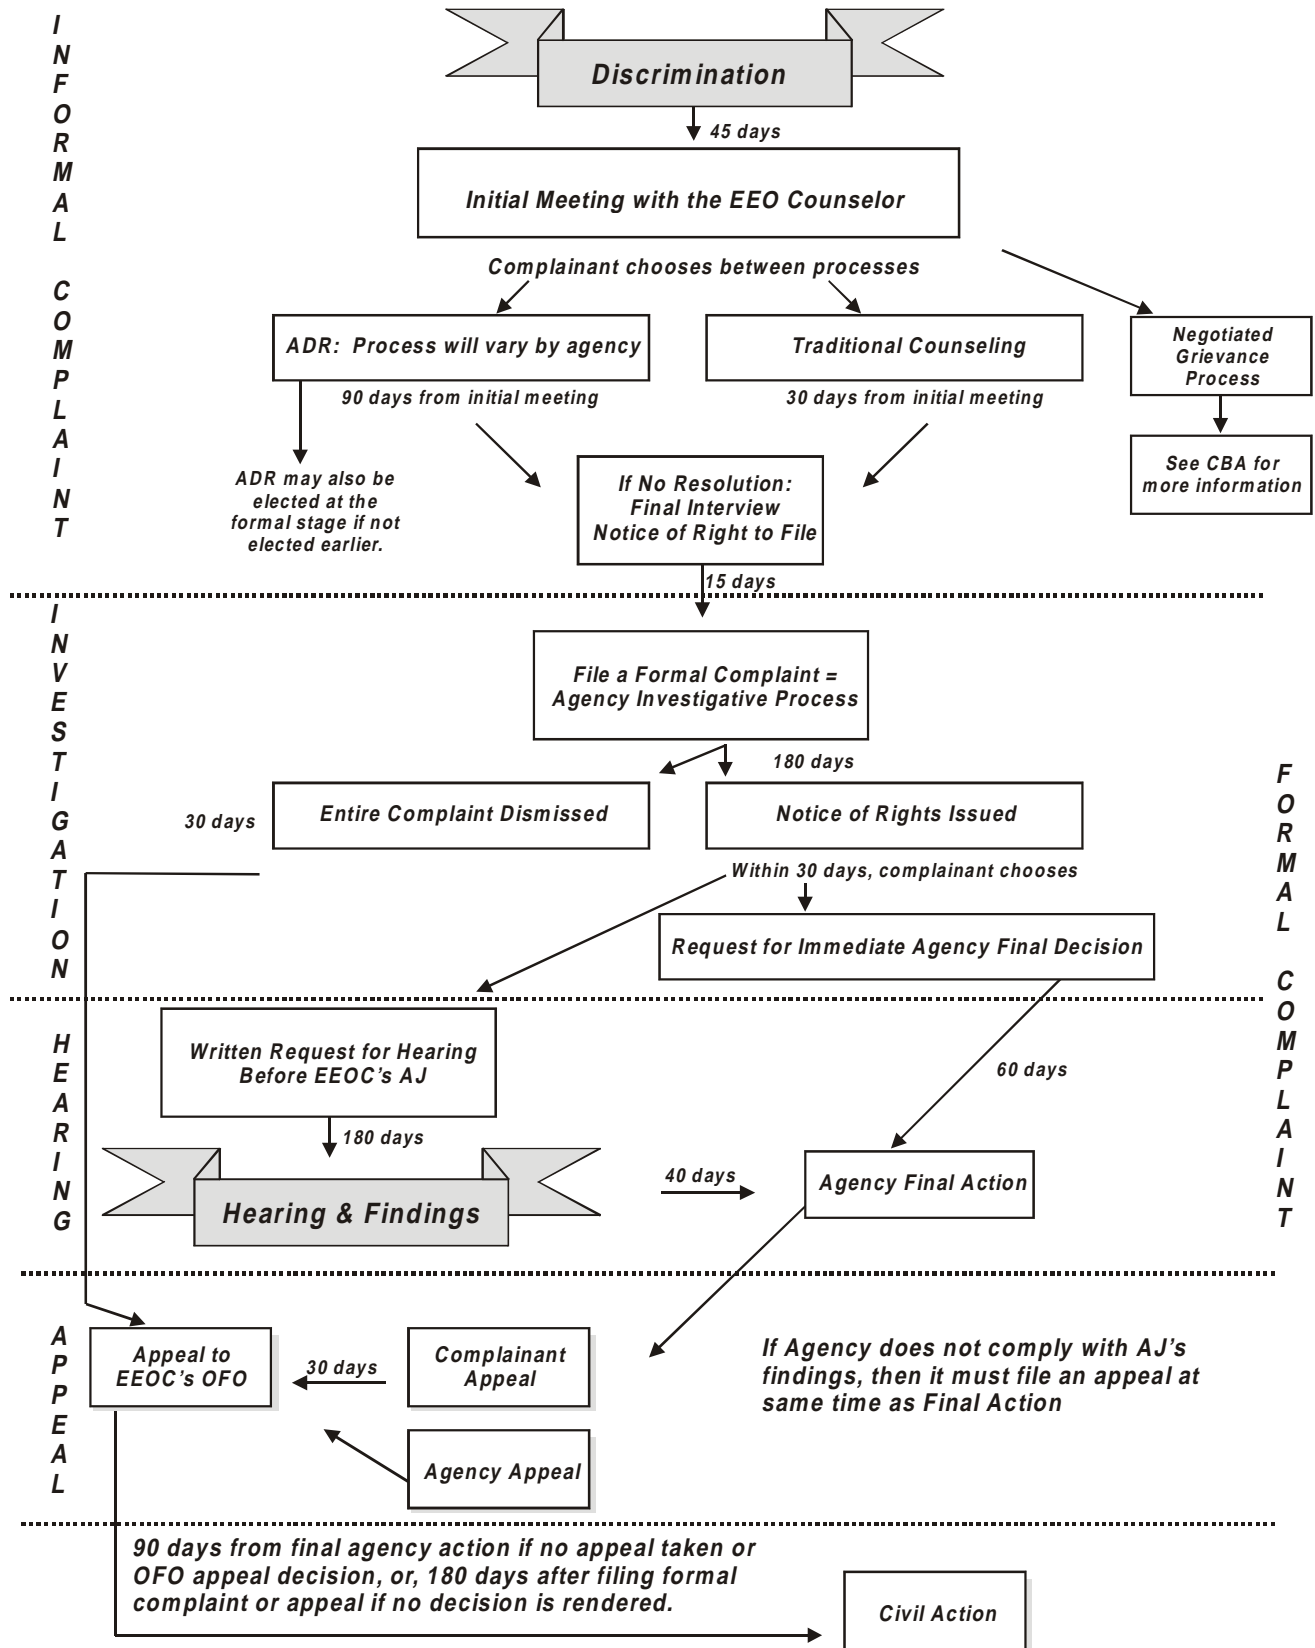 INFORMAL COMPLAINT
Discrimination
45 days
Initial Meeting with the EEO Counselor
Complainant chooses between processes
ADR: Process will vary by agency
Traditional Counseling
Negotiated
Grievance
Process
90 days from initial meeting
30 days from initial meeting
ADR may also be
elected at the
formal stage if not
elected earlier.
If No Resolution:
Final Interview
Notice of Right to File
See CBA for
more information
15 days
INVESTIGATION
File a Formal Complaint =
Agency Investigative Process
180 days
FORMAL COMPLAINT
30 days
Entire Complaint Dismissed
Notice of Rights Issued
Within 30 days, complainant chooses
Request for Immediate Agency Final Decision
HEARING
Written Request for Hearing
Before EEOC's AJ
60 days
180 days
Hearing & Findings
40 days
Agency Final Action
APPEAL
Appeal to
EEOC's OFO
30 days
Complainant
Appeal
If Agency does not comply with AJ's
findings, then it must file an appeal at
same time as Final Action
Agency Appeal
90 days from final agency action if no appeal taken or
OFO appeal decision, or, 180 days after filing formal
complaint or appeal if no decision is rendered.
Civil Action